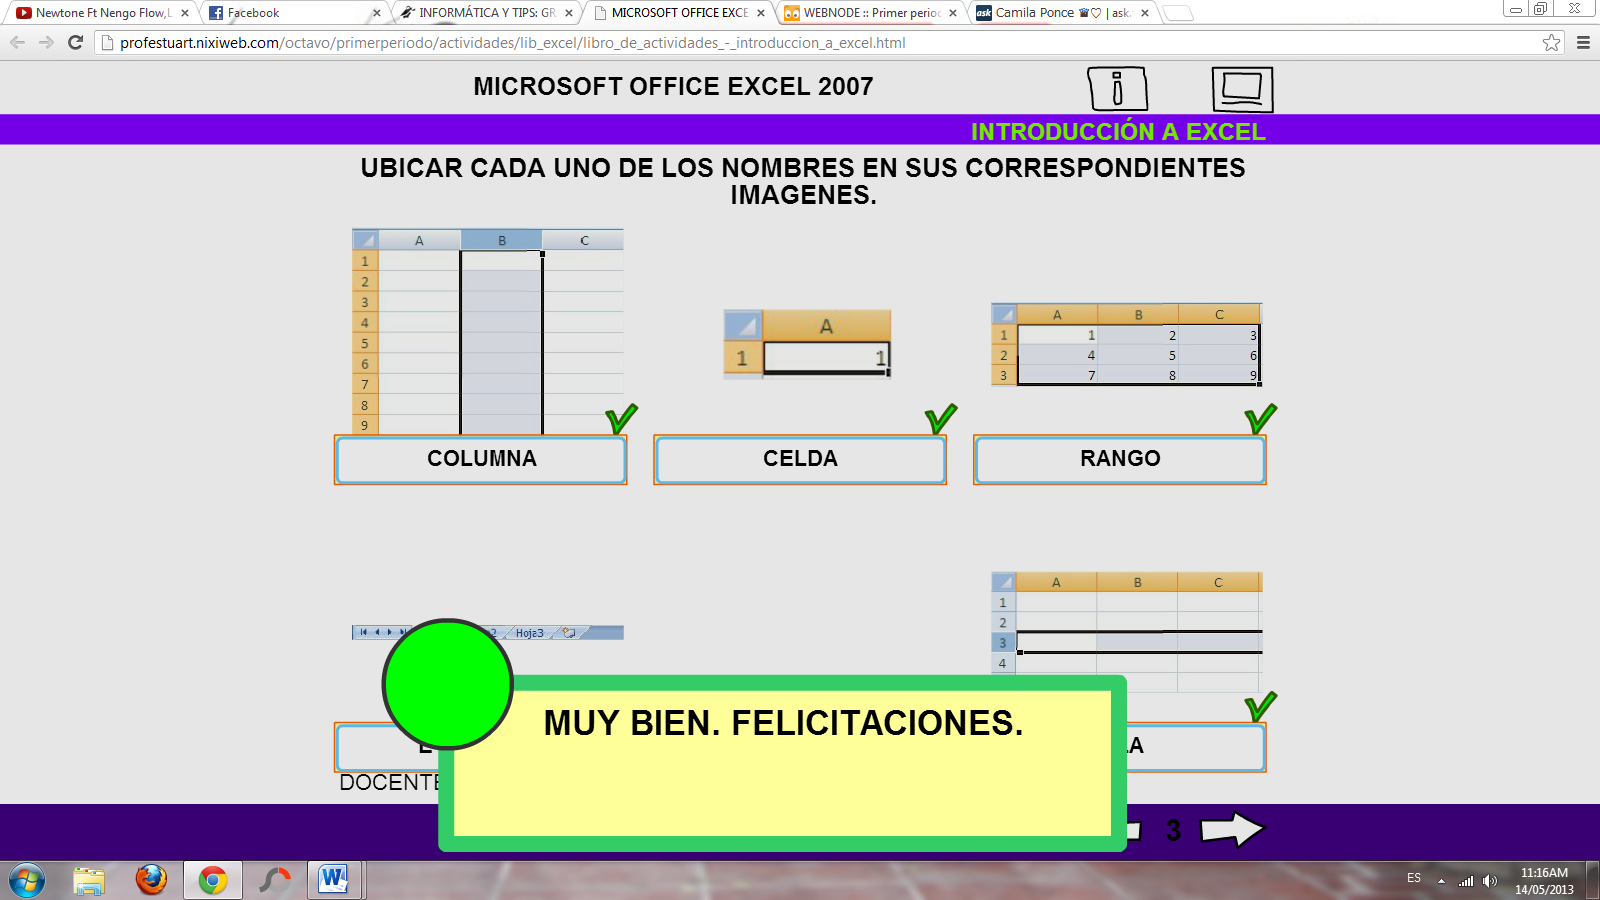 Newtone Ft Nengo Flow,L
Facebook
INFORMÁTICA Y TIPS: GR
MICROSOFT OFFICE EXCE
WEBNODE :: Primer period
ask Camila Ponce ♛♡ | ask.
profestuart.nixiweb.com/octavo/primerperiodo/actividades/lib_excel/libro_de_actividades_-_introduccion_a_excel.html
MICROSOFT OFFICE EXCEL 2007
i
INTRODUCCIÓN A EXCEL
UBICAR CADA UNO DE LOS NOMBRES EN SUS CORRESPONDIENTES
IMAGENES.
A B C
1
2
3
4
5
6
7
8
9
A
1 1
A B C
1 1 2 3
2 4 5 6
3 7 8 9
COLUMNA
CELDA
RANGO
Hoja3
A B C
1
2
3
4
MUY BIEN. FELICITACIONES.
LA
DOCENTE
3
ES
11:16AM
14/05/2013